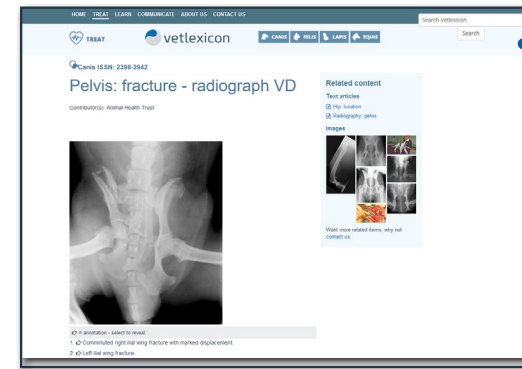 HOME TREAT LEARN COMMUNICATE ABOUT US CONTACT US
Search Vetlexicon
Search
TREAT
vetlexicon
CANIS FELIS LAPIS EQUIS
Canis ISSN: 2398-2942
Pelvis: fracture - radiograph VD
Contributor(s): Animal Health Trust
Related content
Text articles
Hip: location
Radiography: pelvis
Images
Want more related items, why not
contact us
= annotation - select to reveal
1. Comminuted right ilial wing fracture with marked displacement.
2. Left ilial wing fracture.